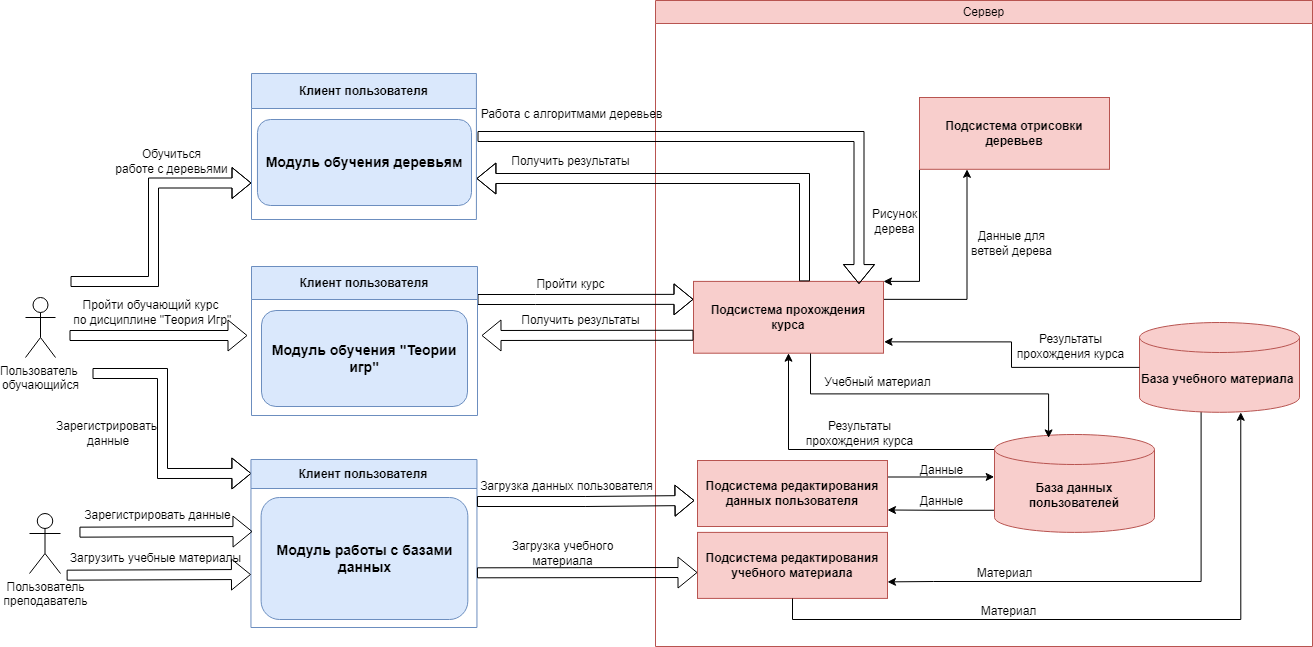 Сервер
Клиент пользователя
Модуль обучения деревьям
Работа с алгоритмами деревьев
Получить результаты
Подсистема отрисовки
деревьев
Обучиться
работе с деревьями
Рисунок
дерева
Данные для
ветвей дерева
Клиент пользователя
Модуль обучения "Теории
игр"
Пройти курс
Получить результаты
Подсистема прохождения
курса
Пройти обучающий курс
по дисциплине "Теория Игр"
Пользователь
обучающийся
Результаты
прохождения курса
База учебного материала
Учебный материал
Результаты
прохождения курса
Зарегистрировать
данные
Клиент пользователя
Модуль работы с базами
данных
Загрузка данных пользователя
Подсистема редактирования
данных пользователя
Данные
Данные
База данных
пользователей
Зарегистрировать данные
Загрузить учебные материалы
Пользователь
преподаватель
Загрузка учебного
материала
Подсистема редактирования
учебного материала
Материал
Материал